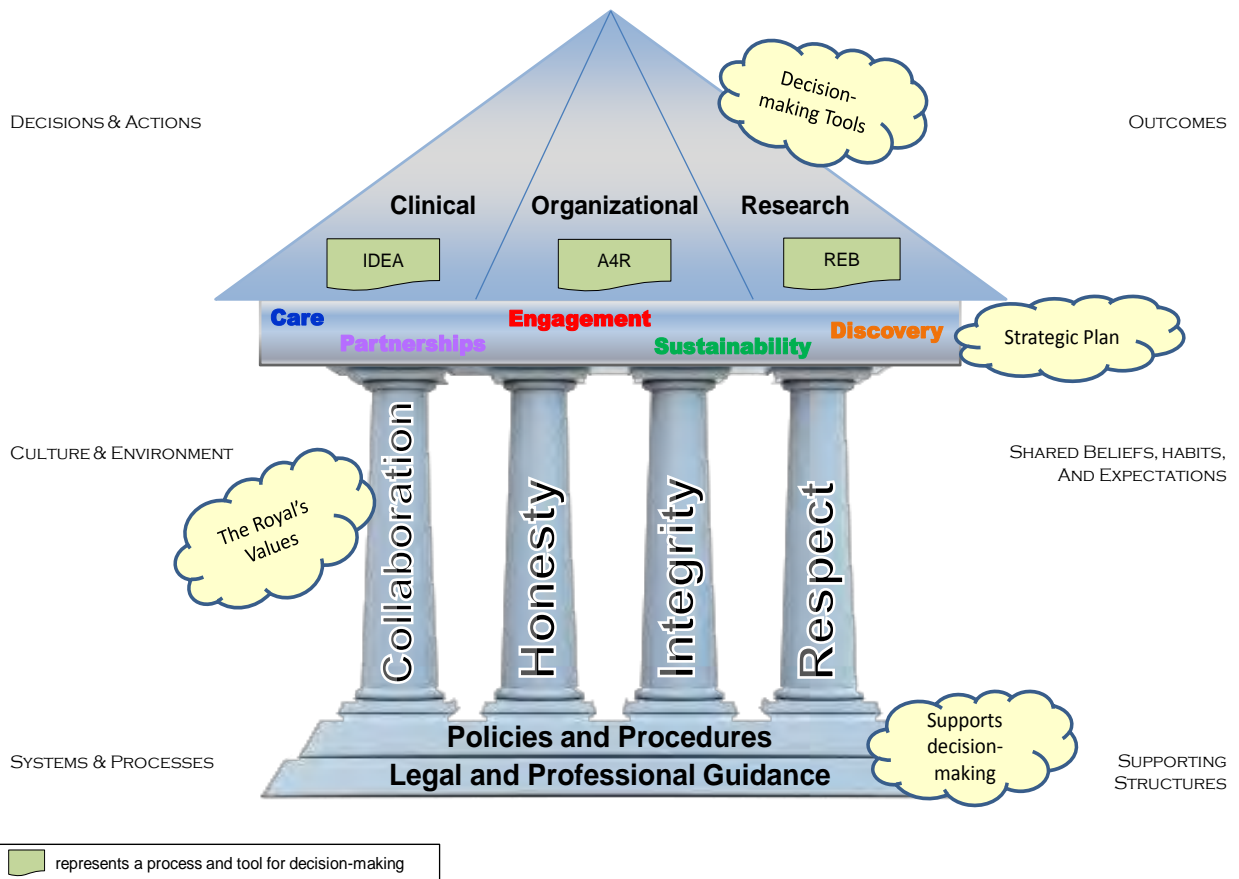 Decision-
making Tools
DECISIONS & ACTIONS
OUTCOMES
Clinical
Organizational
Research
IDEA
A4R
REB
Care
Engagement
Discovery
Partnerships
Sustainability
Strategic Plan
CULTURE & ENVIRONMENT
SHARED BELIEFS, HABITS,
AND EXPECTATIONS
The Royal's
Values
Collaboration
Honesty
Integrity
Respect
Policies and Procedures
Legal and Professional Guidance
Supports
decision-
making
SYSTEMS & PROCESSES
SUPPORTING
STRUCTURES
represents a process and tool for decision-making